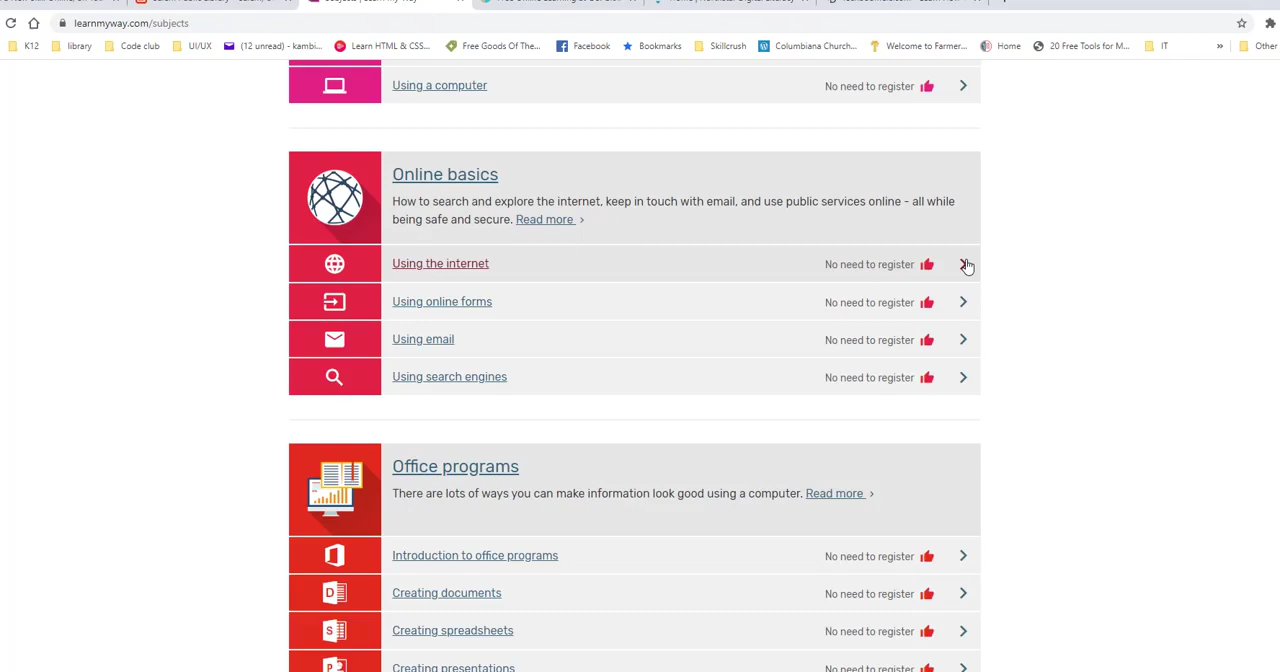 Subjects | Learn My Way
learnmyway.com/subjects
K12 library Code club UI/UX (12 unread) - kambi... Learn HTML & CSS... Free Goods Of The... Facebook Bookmarks Skillcrush Columbiana Church... Welcome to Farmer... Home 20 Free Tools for M... IT » Other
Using a computer No need to register
Online basics
How to search and explore the internet, keep in touch with email, and use public services online - all while
being safe and secure. Read more ›
Using the internet No need to register
Using online forms No need to register
Using email No need to register
Using search engines No need to register
Office programs
There are lots of ways you can make information look good using a computer. Read more ›
Introduction to office programs No need to register
D Creating documents No need to register
S Creating spreadsheets No need to register
P Creating presentations No need to register